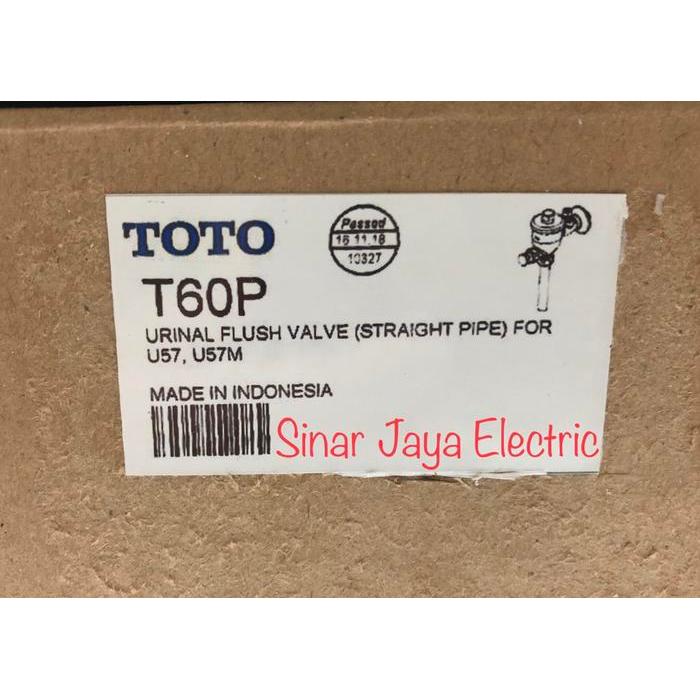 TOTO
Passed
16.11.18
10327
T60P
URINAL FLUSH VALVE (STRAIGHT PIPE) FOR
U57, U57M
MADE IN INDONESIA
Sinar Jaya Electric